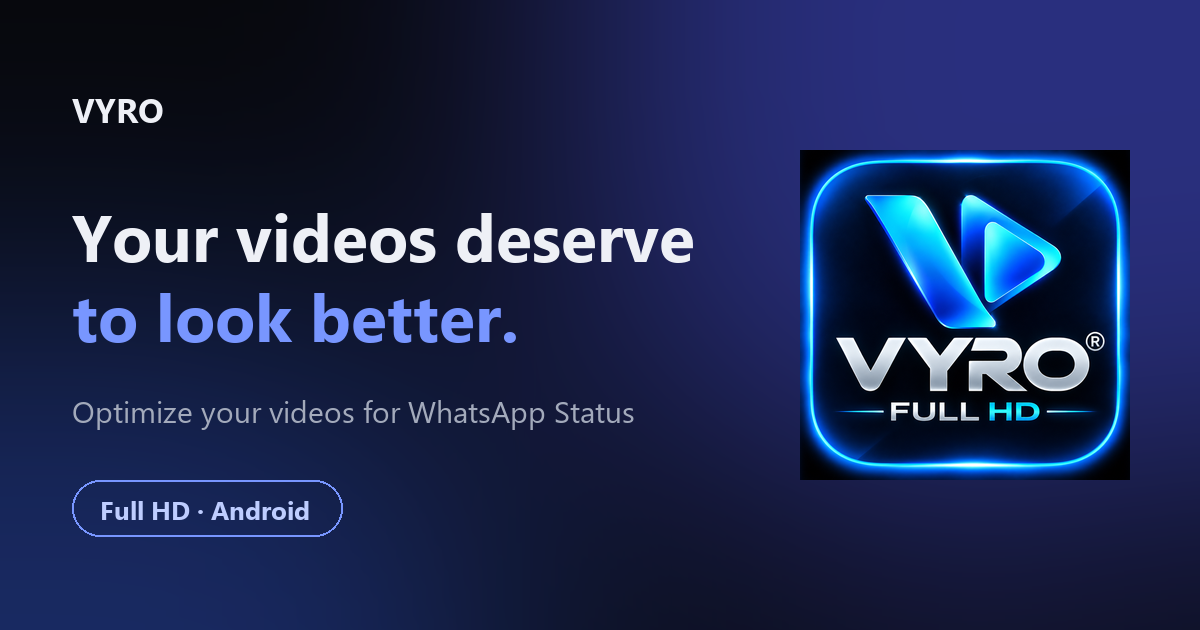 VYRO
Your videos deserve
to look better.
Optimize your videos for WhatsApp Status
Full HD · Android
VYRO®
FULL HD